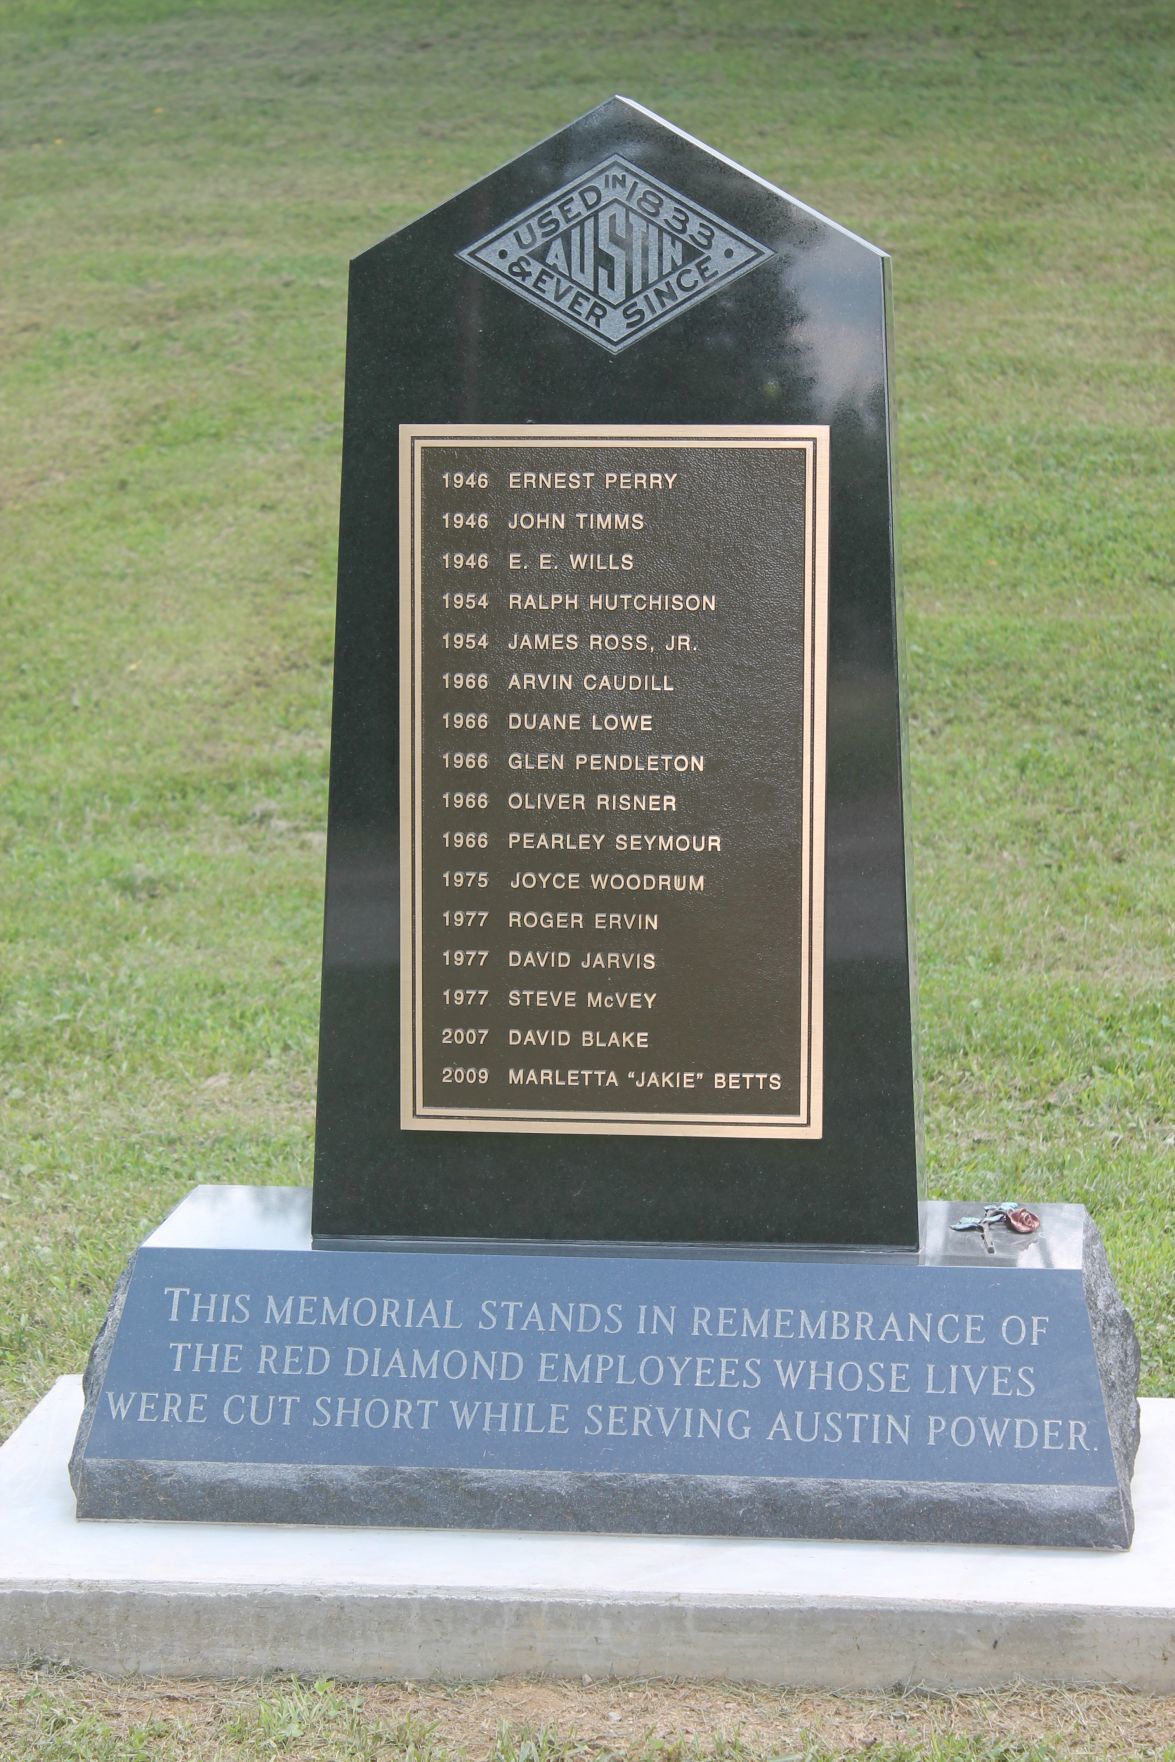 USED IN 1833
AUSTIN
& EVER SINCE
1946 ERNEST PERRY
1946 JOHN TIMMS
1946 E. E. WILLS
1954 RALPH HUTCHISON
1954 JAMES ROSS, JR.
1966 ARVIN CAUDILL
1966 DUANE LOWE
1966 GLEN PENDLETON
1966 OLIVER RISNER
1966 PEARLEY SEYMOUR
1975 JOYCE WOODRUM
1977 ROGER ERVIN
1977 DAVID JARVIS
1977 STEVE McVEY
2007 DAVID BLAKE
2009 MARLETTA “JAKIE” BETTS
THIS MEMORIAL STANDS IN REMEMBRANCE OF
THE RED DIAMOND EMPLOYEES WHOSE LIVES
WERE CUT SHORT WHILE SERVING AUSTIN POWDER.